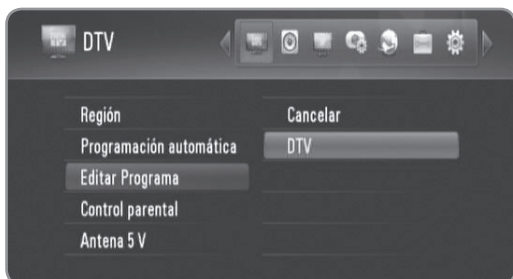 DTV
Región
Cancelar
Programación automática
DTV
Editar Programa
Control parental
Antena 5 V